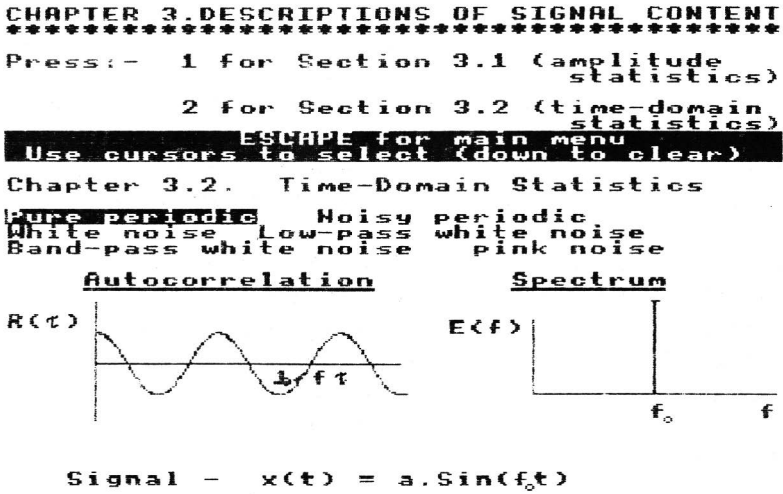 CHAPTER 3.DESCRIPTIONS OF SIGNAL CONTENT
****************************************
Press:- 1 for Section 3.1 (amplitude
statistics)
2 for Section 3.2 (time-domain
statistics)
ESCAPE for main menu
Use cursors to select (down to clear)
Chapter 3.2. Time-Domain Statistics
Pure periodic Noisy periodic
White noise Low-pass white noise
Band-pass white noise pink noise
Autocorrelation Spectrum
R(τ) E(f)
f τ
f₀ f
Signal - x(t) = a.Sin(f₀t)